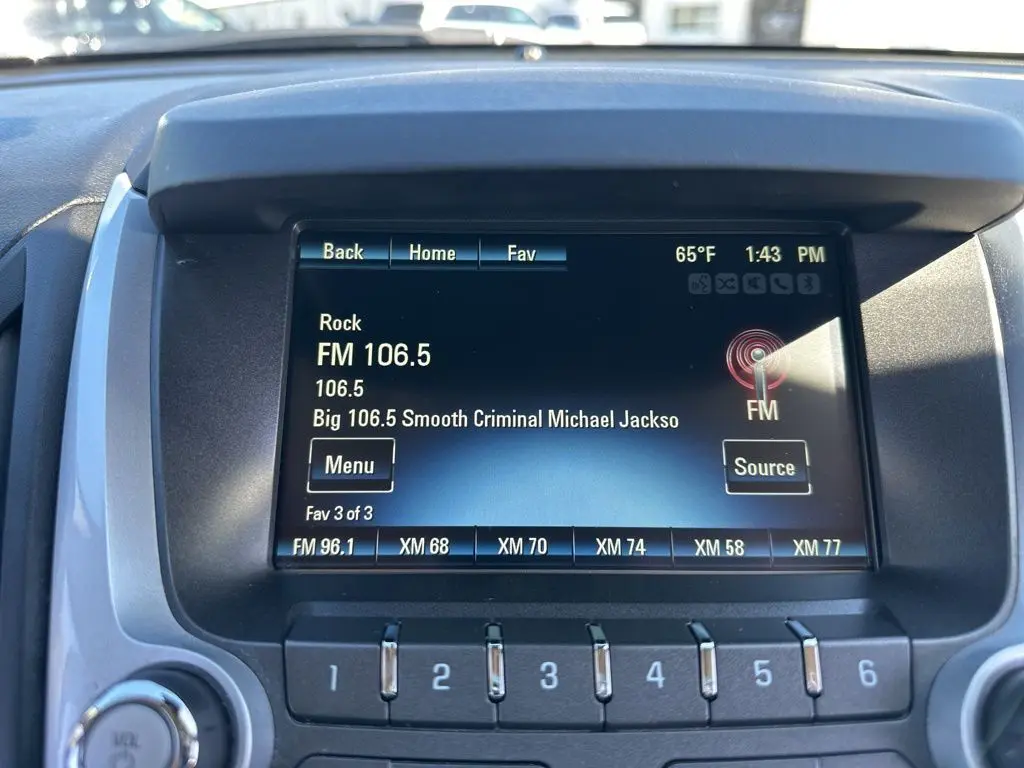 Back Home Fav 65°F 1:43 PM
Rock
FM 106.5
106.5
Big 106.5 Smooth Criminal Michael Jackso
FM
Menu Source
Fav 3 of 3
FM 96.1 XM 68 XM 70 XM 74 XM 58 XM 77
1 2 3 4 5 6
VOL